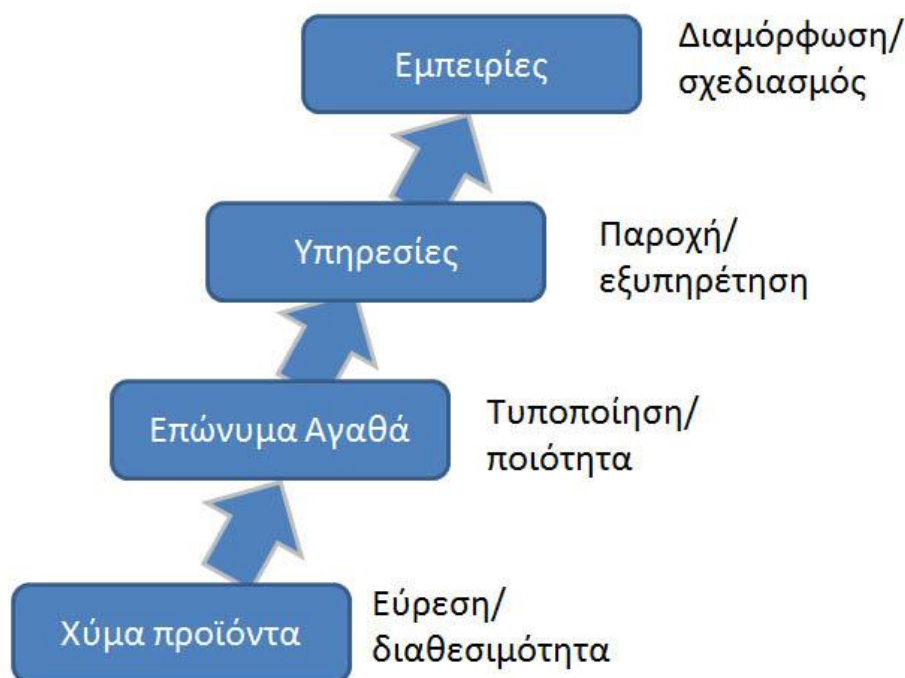 Εμπειρίες
Διαμόρφωση/
σχεδιασμός
Υπηρεσίες
Παροχή/
εξυπηρέτηση
Επώνυμα Αγαθά
Τυποποίηση/
ποιότητα
Χύμα προϊόντα
Εύρεση/
διαθεσιμότητα